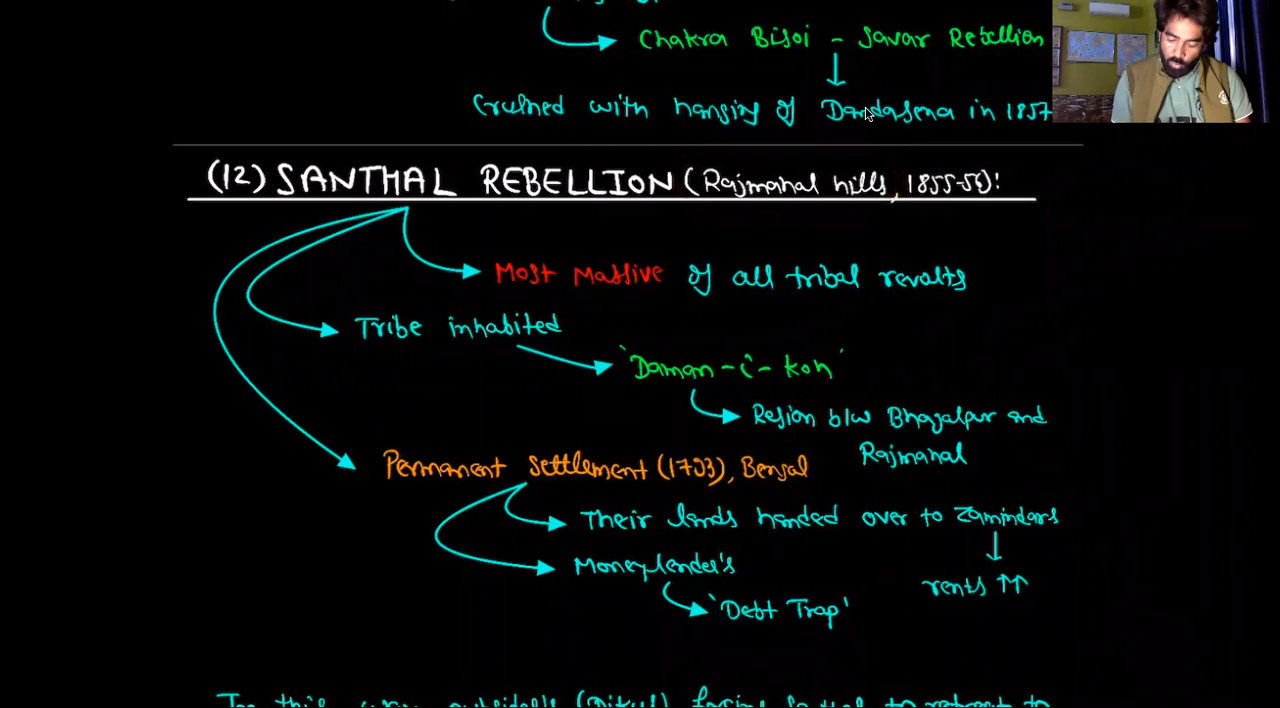 Chakra Bisoi - Savar Rebellion
Crushed with hanging of Dandasena in 1857
(12) SANTHAL REBELLION (Rajmahal hills, 1855-56):
Most Massive of all tribal revolts
Tribe inhabited
'Daman-i-koh'
Region b/w Bhagalpur and
Rajmahal
Permanent Settlement (1793), Bengal
Their lands handed over to Zamindars
Moneylender's
rents ↑↑
'Debt Trap'